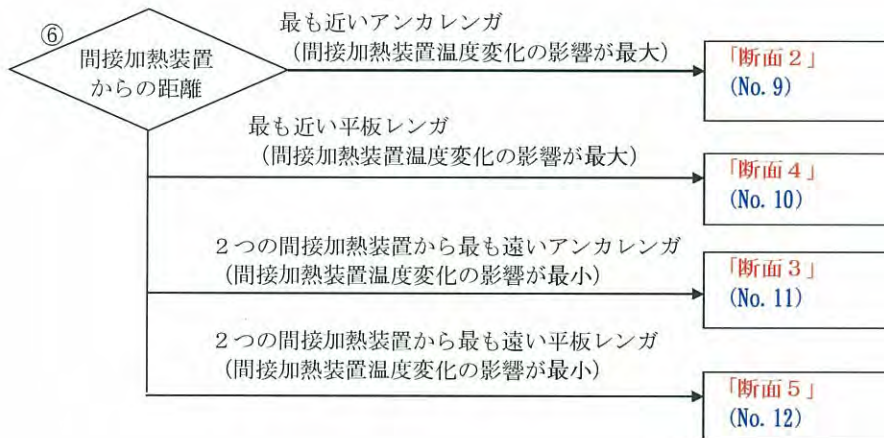 ⑥
間接加熱装置
からの距離
最も近いアンカレンガ
（間接加熱装置温度変化の影響が最大）
「断面２」
(No. 9)
最も近い平板レンガ
（間接加熱装置温度変化の影響が最大）
「断面４」
(No. 10)
２つの間接加熱装置から最も遠いアンカレンガ
（間接加熱装置温度変化の影響が最小）
「断面３」
(No. 11)
２つの間接加熱装置から最も遠い平板レンガ
（間接加熱装置温度変化の影響が最小）
「断面５」
(No. 12)